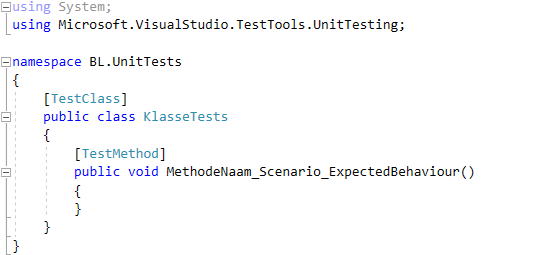 using System;
using Microsoft.VisualStudio.TestTools.UnitTesting;
namespace BL.UnitTests
{
[TestClass]
public class KlasseTests
{
[TestMethod]
public void MethodeNaam_Scenario_ExpectedBehaviour()
{
}
}
}